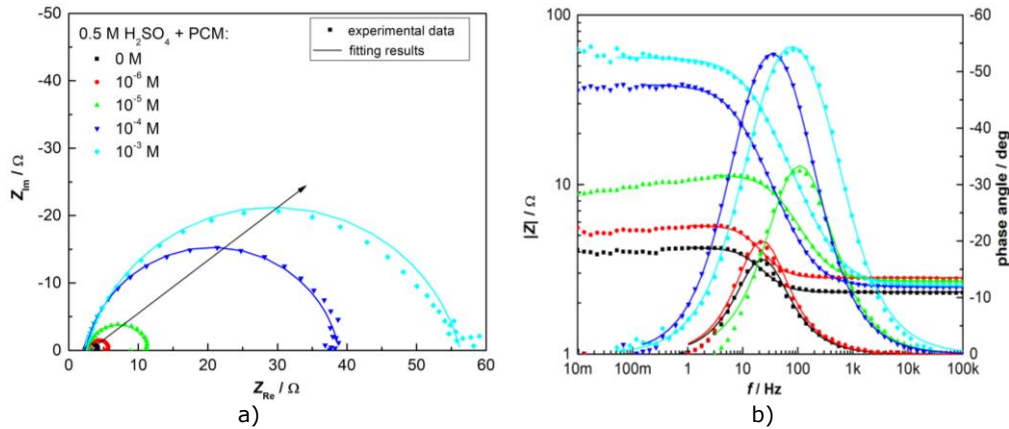 -50
-40
-30
-20
-10
0
Z_Im / Ω
0.5 M H₂SO₄ + PCM:
0 M
10⁻⁶ M
10⁻⁵ M
10⁻⁴ M
10⁻³ M
experimental data
fitting results
0 10 20 30 40 50 60
Z_Re / Ω
a)
100
10
1
|Z| / Ω
-60
-50
-40
-30
-20
-10
0
phase angle / deg
10m 100m 1 10 100 1k 10k 100k
f / Hz
b)